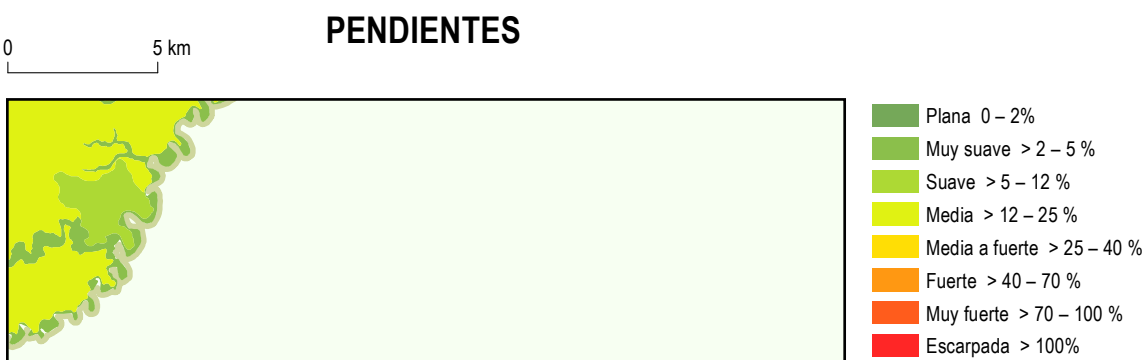 PENDIENTES
0 5 km
Plana 0 – 2%
Muy suave > 2 – 5 %
Suave > 5 – 12 %
Media > 12 – 25 %
Media a fuerte > 25 – 40 %
Fuerte > 40 – 70 %
Muy fuerte > 70 – 100 %
Escarpada > 100%